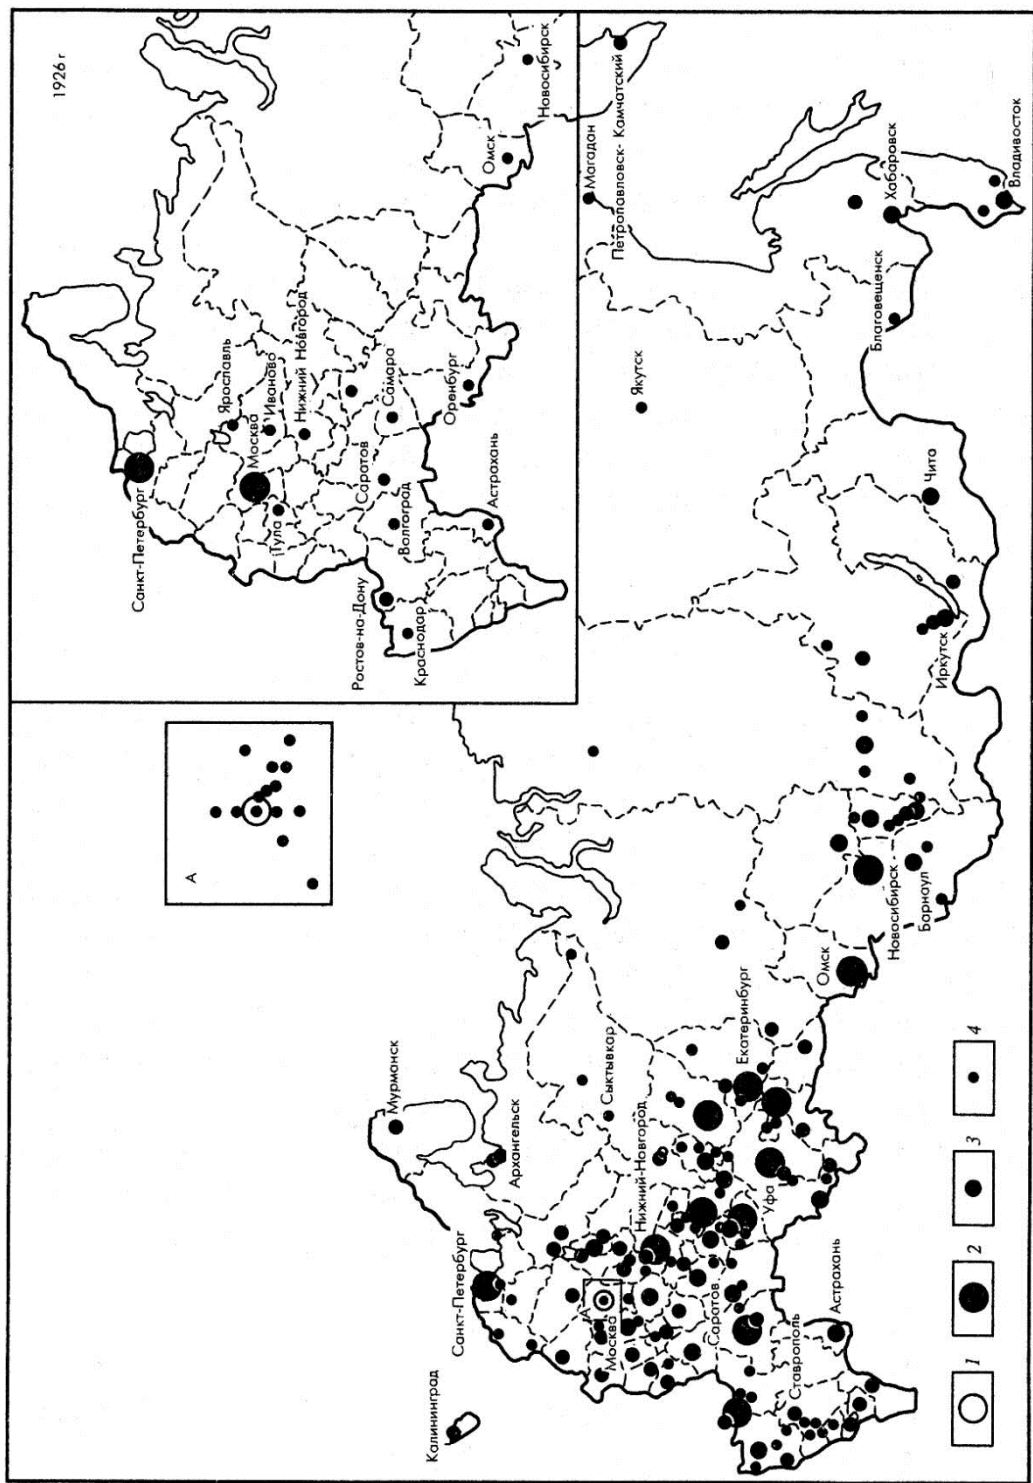 1926 г
Санкт-Петербург
Ярославль
Иваново
Москва
Нижний Новгород
Тула
Самара
Саратов
Волгоград
Оренбург
Астрахань
Ростов-на-Дону
Краснодар
Омск
Новосибирск
А
Калининград
Мурманск
Архангельск
Санкт-Петербург
Сыктывкар
Нижний-Новгород
А
Москва
Екатеринбург
Уфа
Саратов
Ставрополь
Астрахань
Омск
Новосибирск
Барнаул
Иркутск
Чита
Якутск
Магадан
Петропавловск-Камчатский
Благовещенск
Хабаровск
Владивосток
1
2
3
4